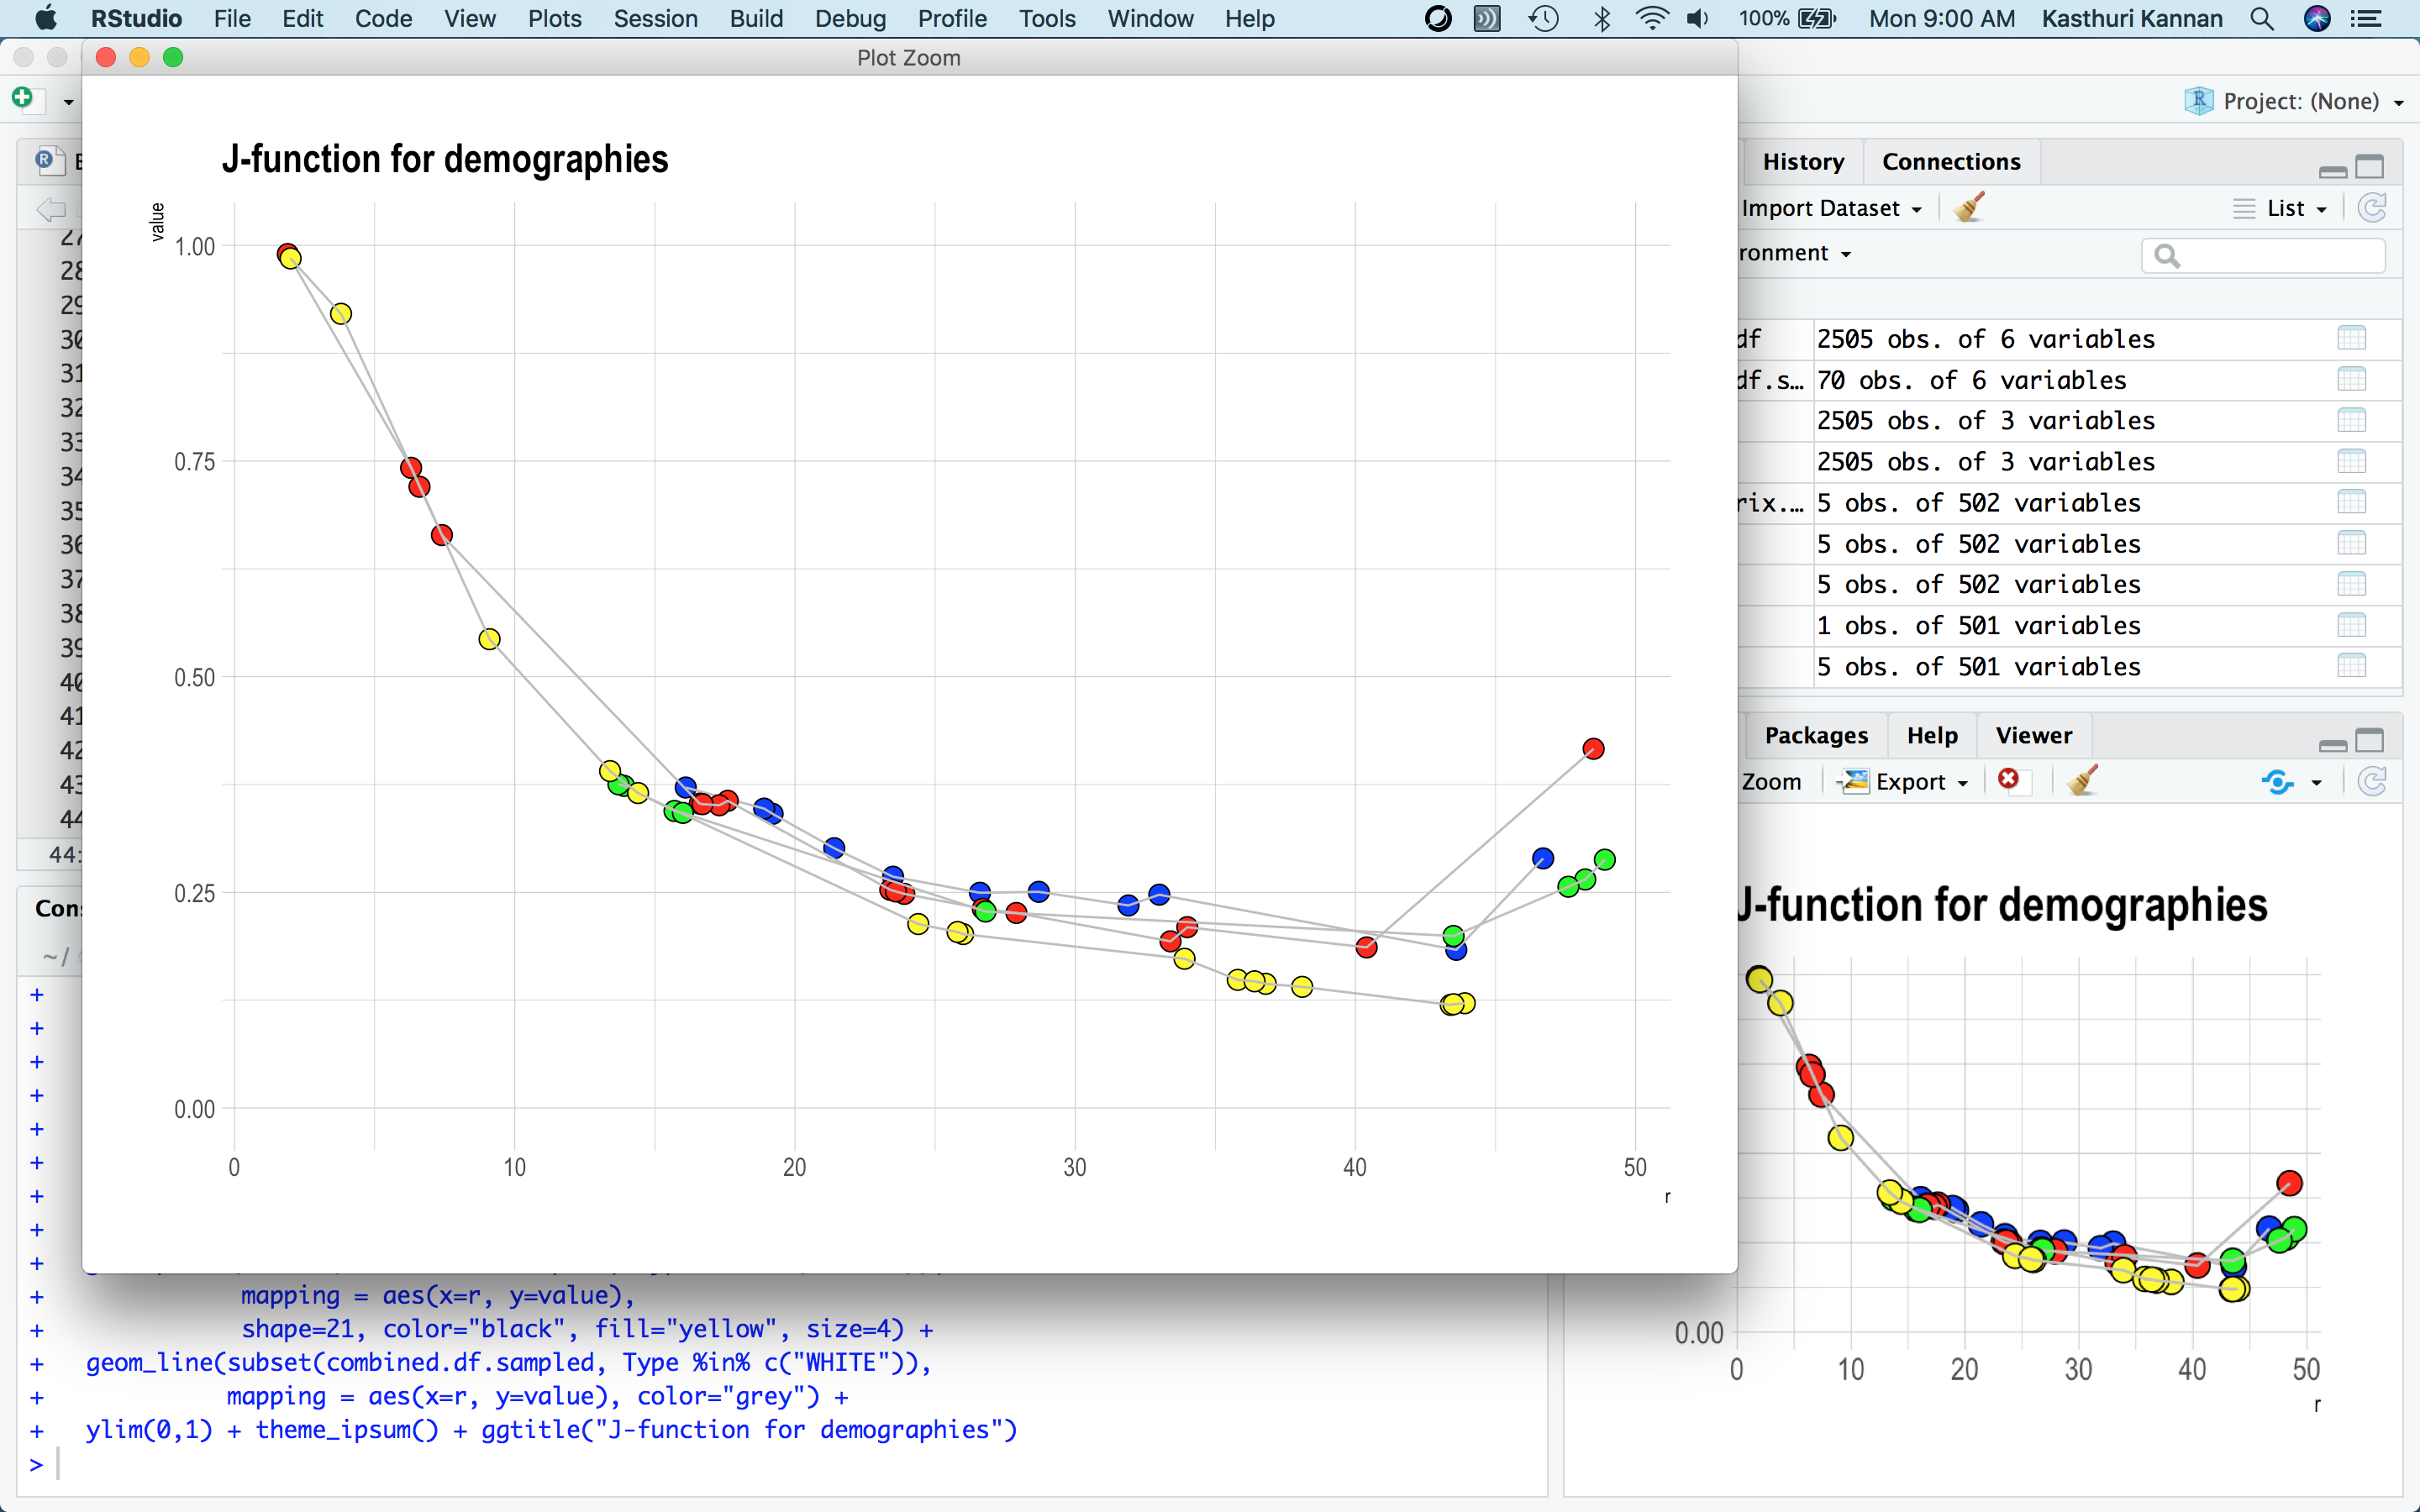 RStudio File Edit Code View Plots Session Build Debug Profile Tools Window Help 100% Mon 9:00 AM Kasthuri Kannan
Plot Zoom
Project: (None)
J-function for demographies
value
1.00
0.75
0.50
0.25
0.00
0 10 20 30 40 50
r
28
29
30
31
32
33
34
35
36
37
38
39
40
41
42
43
44
44:
~/
History Connections
Import Dataset List
df 2505 obs. of 6 variables
df.s… 70 obs. of 6 variables
2505 obs. of 3 variables
2505 obs. of 3 variables
rix.… 5 obs. of 502 variables
5 obs. of 502 variables
5 obs. of 502 variables
1 obs. of 501 variables
5 obs. of 501 variables
Packages Help Viewer
Zoom Export
J-function for demographies
0.00
0 10 20 30 40 50
r
+
+
+
+
+
+
+
+
+
+ mapping = aes(x=r, y=value),
+ shape=21, color="black", fill="yellow", size=4) +
+ geom_line(subset(combined.df.sampled, Type %in% c("WHITE")),
+ mapping = aes(x=r, y=value), color="grey") +
+ ylim(0,1) + theme_ipsum() + ggtitle("J-function for demographies")
>